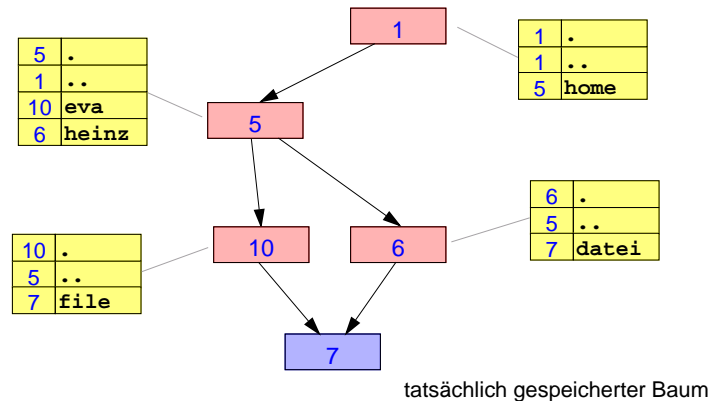 1
1 .
1 ..
5 home
5 .
1 ..
10 eva
6 heinz
5
6 .
5 ..
7 datei
10 .
5 ..
7 file
10
6
7
tatsächlich gespeicherter Baum